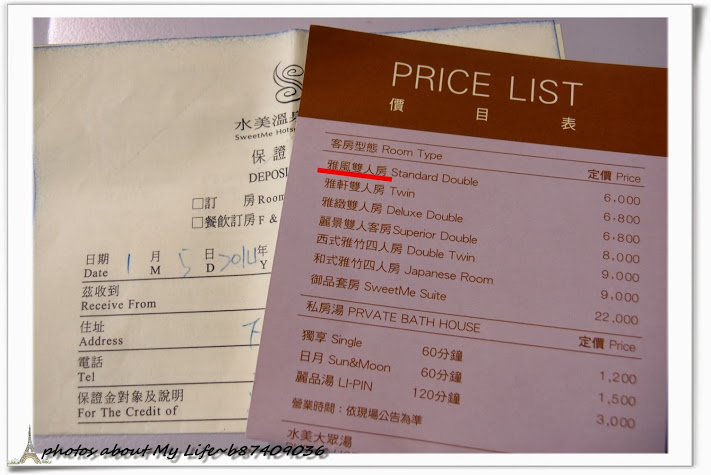 水美溫
SweetMe Hots
保 證
DEPOSI
□訂 房 Room
□餐飲訂房 F &
日期 1 月 5 日 2014 年
Date M D Y
茲收到
Receive From
住址
Address
電話
Tel
保證金對象及說明
For The Credit of
PRICE LIST
價 目 表
客房型態 Room Type 定價 Price
雅風雙人房 Standard Double 6,000
雅軒雙人房 Twin 6,800
雅緻雙人房 Deluxe Double 6,800
麗景雙人客房 Superior Double 8,000
西式雅竹四人房 Double Twin 9,000
和式雅竹四人房 Japanese Room 9,000
御品套房 SweetMe Suite 22,000
私房湯 PRVATE BATH HOUSE 定價 Price
獨享 Single 60分鐘 1,200
日月 Sun&Moon 60分鐘 1,500
麗品湯 LI-PIN 120分鐘 3,000
營業時間：依現場公告為準
水美大眾湯
photos about My Life~b87409036